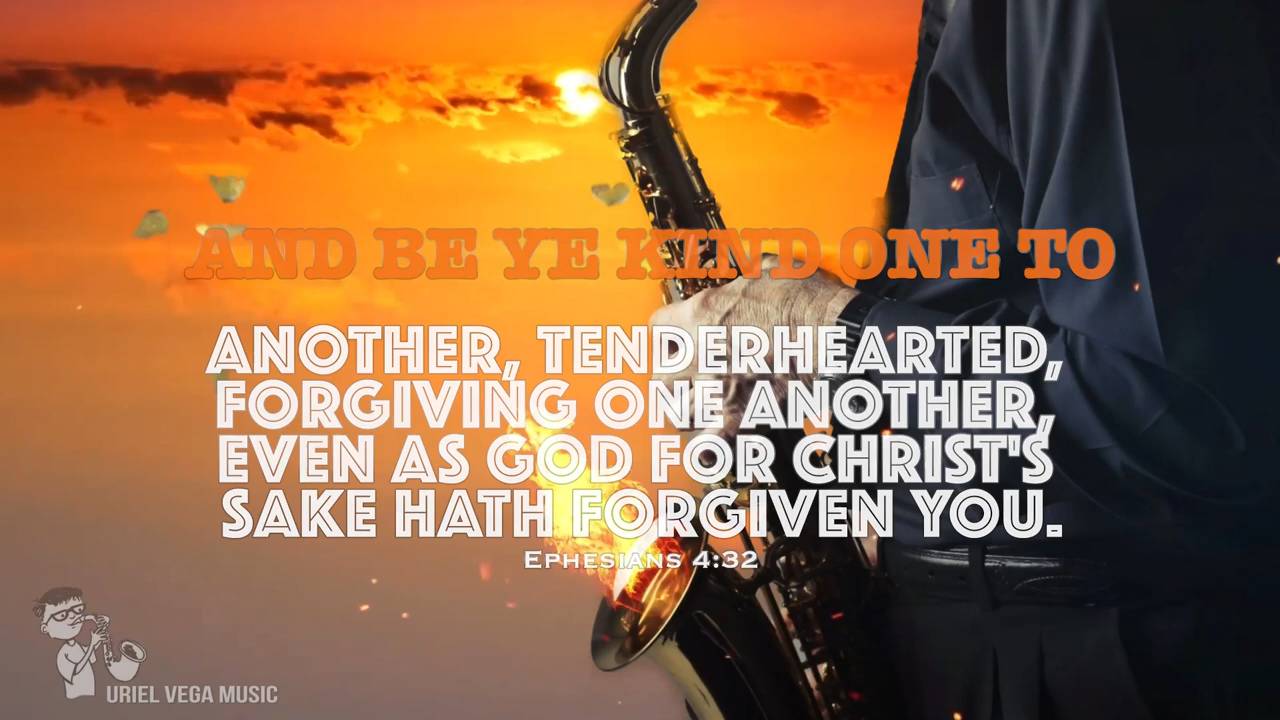 AND BE YE KIND ONE TO
ANOTHER, TENDERHEARTED,
FORGIVING ONE ANOTHER,
EVEN AS GOD FOR CHRIST'S
SAKE HATH FORGIVEN YOU.
EPHESIANS 4:32
URIEL VEGA MUSIC